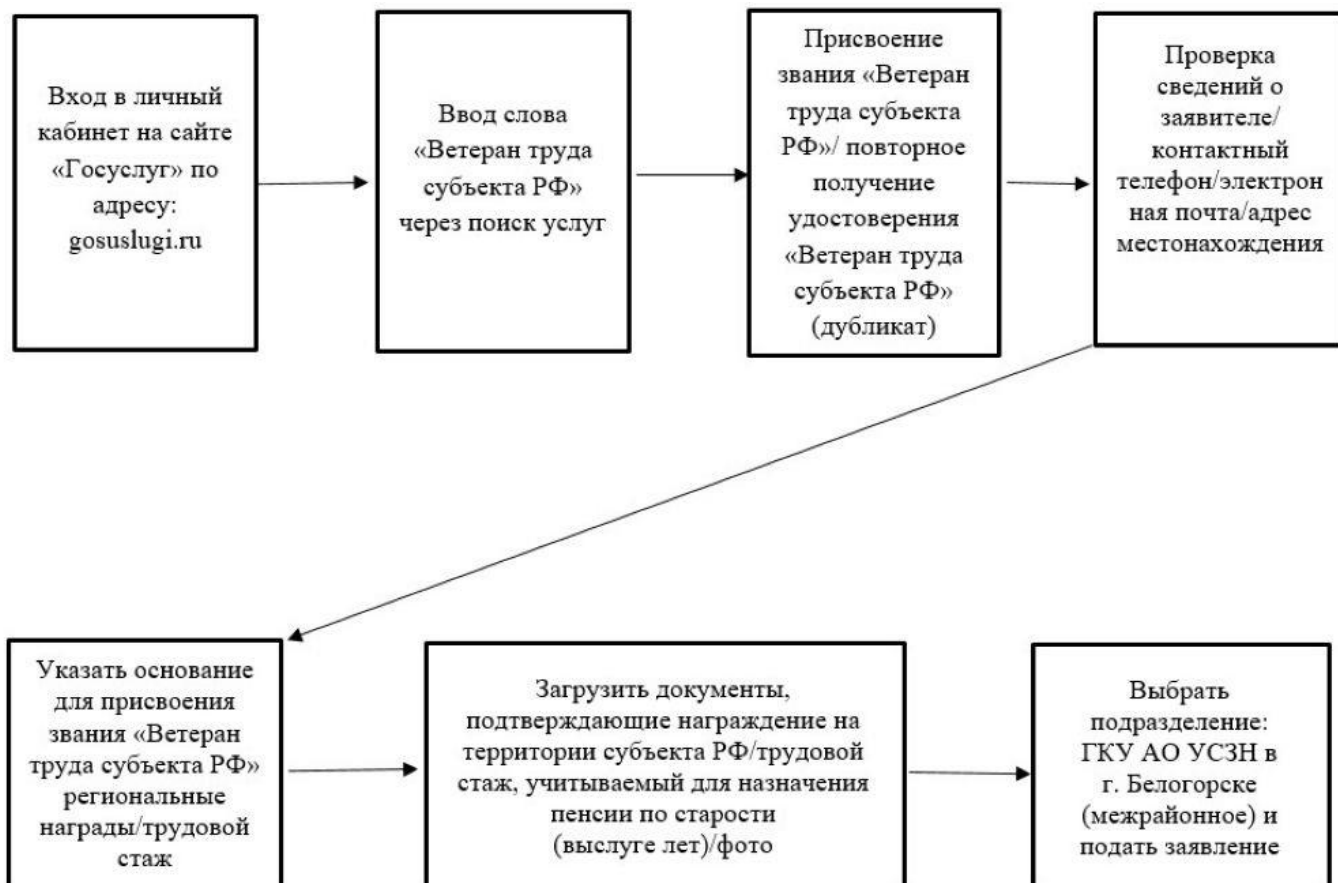 Вход в личный
кабинет на сайте
«Госуслуг» по
адресу:
gosuslugi.ru
Ввод слова
«Ветеран труда
субъекта РФ»
через поиск услуг
Присвоение
звания «Ветеран
труда субъекта
РФ»/ повторное
получение
удостоверения
«Ветеран труда
субъекта РФ»
(дубликат)
Проверка
сведений о
заявителе/
контактный
телефон/электрон
ная почта/адрес
местонахождения
Указать основание
для присвоения
звания «Ветеран
труда субъекта РФ»
региональные
награды/трудовой
стаж
Загрузить документы,
подтверждающие награждение на
территории субъекта РФ/трудовой
стаж, учитываемый для назначения
пенсии по старости
(выслуге лет)/фото
Выбрать
подразделение:
ГКУ АО УСЗН в
г. Белогорске
(межрайонное) и
подать заявление